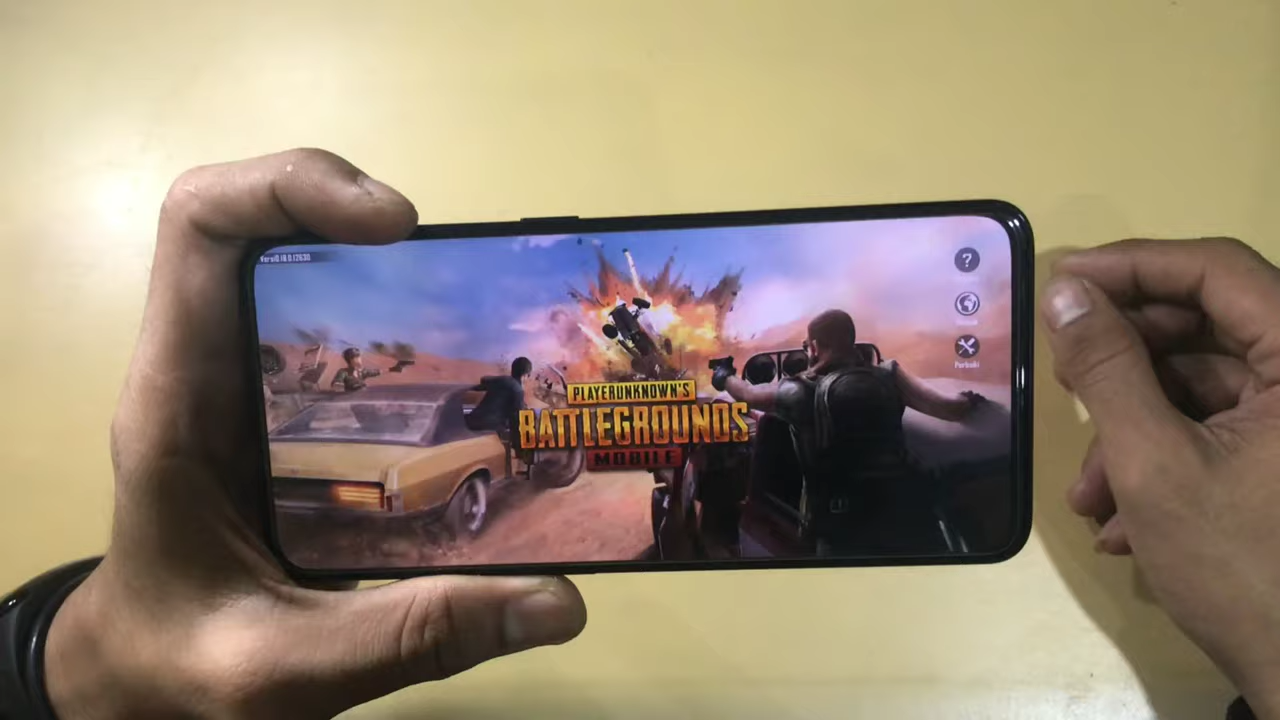 PLAYERUNKNOWN'S
BATTLEGROUNDS
MOBILE
?
Perbaiki